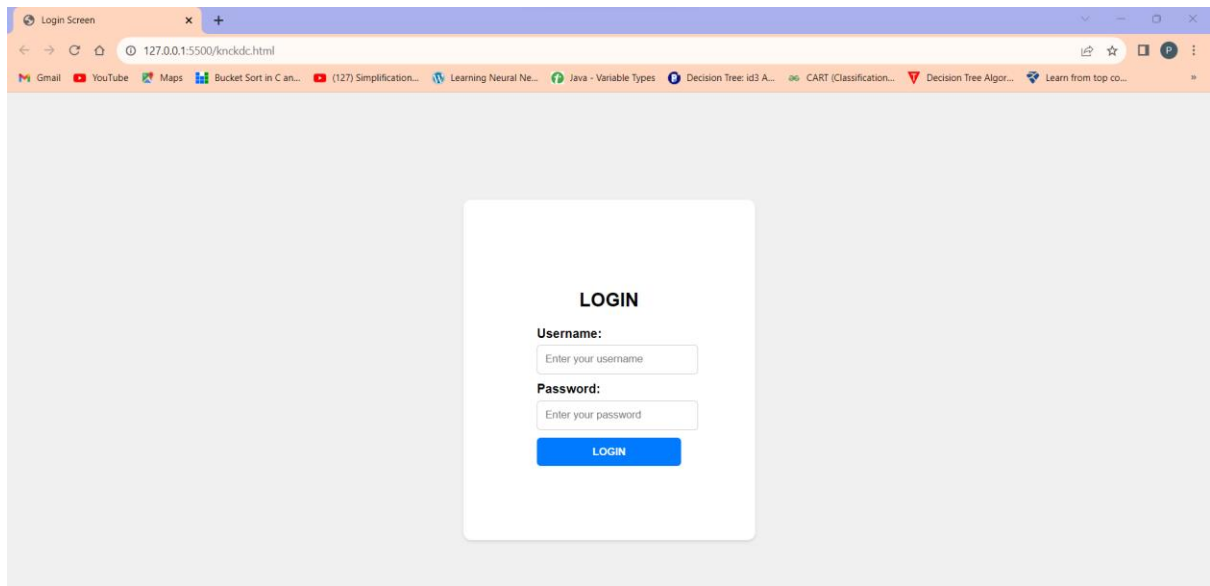 Login Screen
127.0.0.1:5500/knckdc.html
Gmail YouTube Maps Bucket Sort in C an... (127) Simplification... Learning Neural Ne... Java - Variable Types Decision Tree: id3 A... CART (Classification... Decision Tree Algor... Learn from top co... »
LOGIN
Username:
Enter your username
Password:
Enter your password
LOGIN